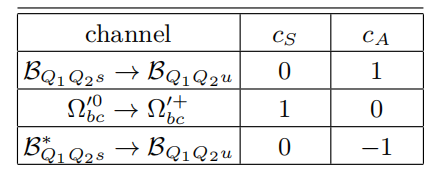 channel $c_S$ $c_A$
$\mathcal{B}_{Q_1Q_2s} \to \mathcal{B}_{Q_1Q_2u}$ 0 1
$\Omega_{bc}^{\prime 0} \to \Omega_{bc}^{\prime +}$ 1 0
$\mathcal{B}^*_{Q_1Q_2s} \to \mathcal{B}_{Q_1Q_2u}$ 0 −1